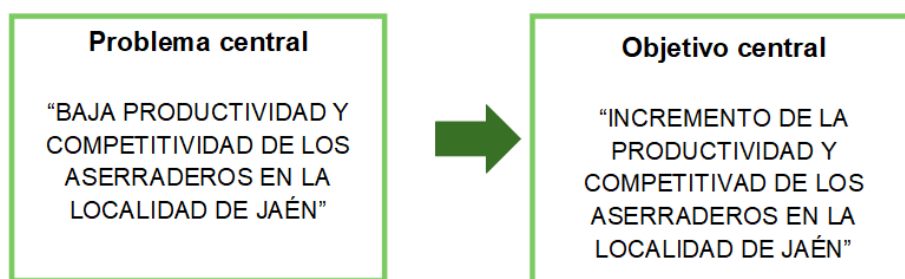 Problema central
“BAJA PRODUCTIVIDAD Y
COMPETITIVIDAD DE LOS
ASERRADEROS EN LA
LOCALIDAD DE JAÉN”
Objetivo central
“INCREMENTO DE LA
PRODUCTIVIDAD Y
COMPETITIVAD DE LOS
ASERRADEROS EN LA
LOCALIDAD DE JAÉN”